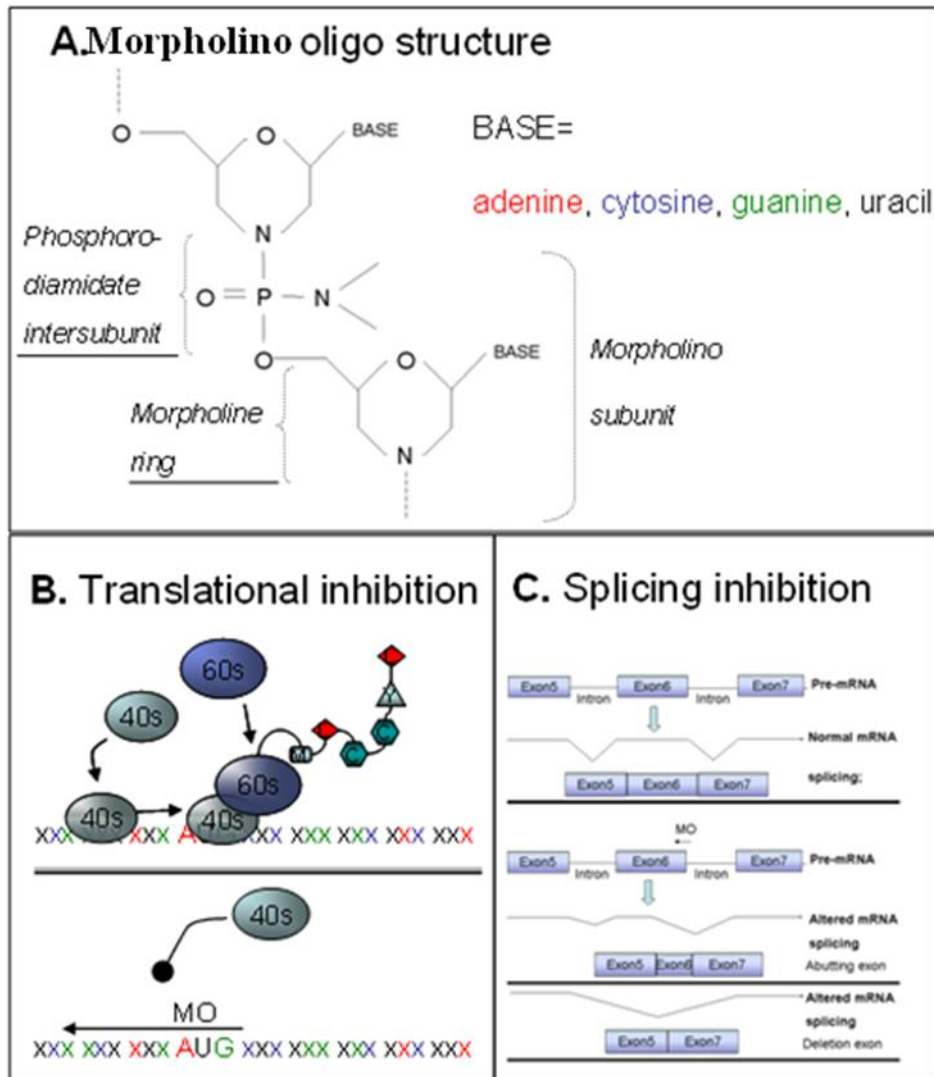 A.Morpholino oligo structure
O
O
BASE
BASE=
adenine, cytosine, guanine, uracil
N
Phosphoro-
diamidate
intersubunit
O = P - N
O
O
BASE
Morpholino
subunit
Morpholine
ring
N
B. Translational inhibition
60s
40s
M
C
C
Y
60s
40s
40s
xxx xxx A xx xxx xxx xxx xxx
40s
MO
xxx xxx xxx AUG xxx xxx xxx xxx xxx
C. Splicing inhibition
Exon5
Exon6
Exon7
Pre-mRNA
Intron
Intron
Normal mRNA
splicing;
Exon5
Exon6
Exon7
MO
Exon5
Exon6
Exon7
Pre-mRNA
Intron
Intron
Altered mRNA
splicing
Exon5
Exon6
Exon7
Abutting exon
Altered mRNA
splicing
Exon5
Exon7
Deletion exon